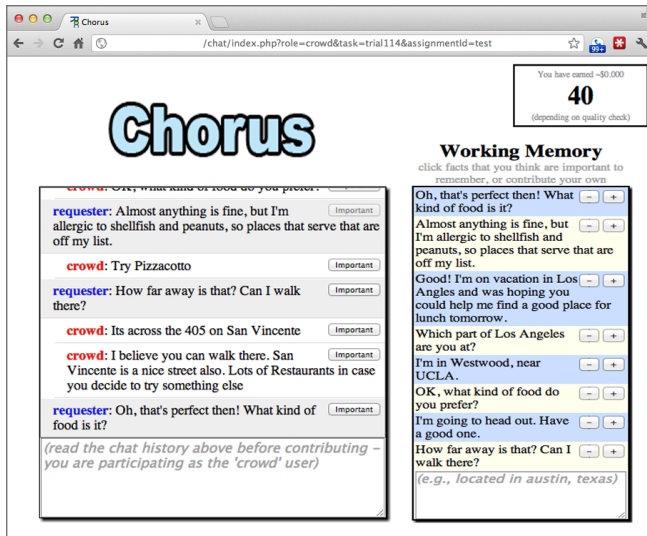 Chorus
/chat/index.php?role=crowd&task=trial114&assignmentId=test
99+
You have earned ~$0.000
40
(depending on quality check)
Chorus
Working Memory
click facts that you think are important to
remember, or contribute your own
crowd: OK, what kind of food do you prefer?
requester: Almost anything is fine, but I'm
allergic to shellfish and peanuts, so places that serve that are
off my list.
Important
crowd: Try Pizzacotto
Important
requester: How far away is that? Can I walk
there?
Important
crowd: Its across the 405 on San Vincente
Important
crowd: I believe you can walk there. San
Vincente is a nice street also. Lots of Restaurants in case
you decide to try something else
Important
requester: Oh, that's perfect then! What kind of
food is it?
Important
(read the chat history above before contributing –
you are participating as the 'crowd' user)
Oh, that's perfect then! What
kind of food is it?
- +
Almost anything is fine, but
I'm allergic to shellfish and
peanuts, so places that serve that are
off my list.
- +
Good! I'm on vacation in Los
Angles and was hoping you
could help me find a good place for
lunch tomorrow.
- +
Which part of Los Angeles
are you at?
- +
I'm in Westwood, near
UCLA.
- +
OK, what kind of food do
you prefer?
- +
I'm going to head out. Have
a good one.
- +
How far away is that? Can I
walk there?
- +
(e.g., located in austin, texas)